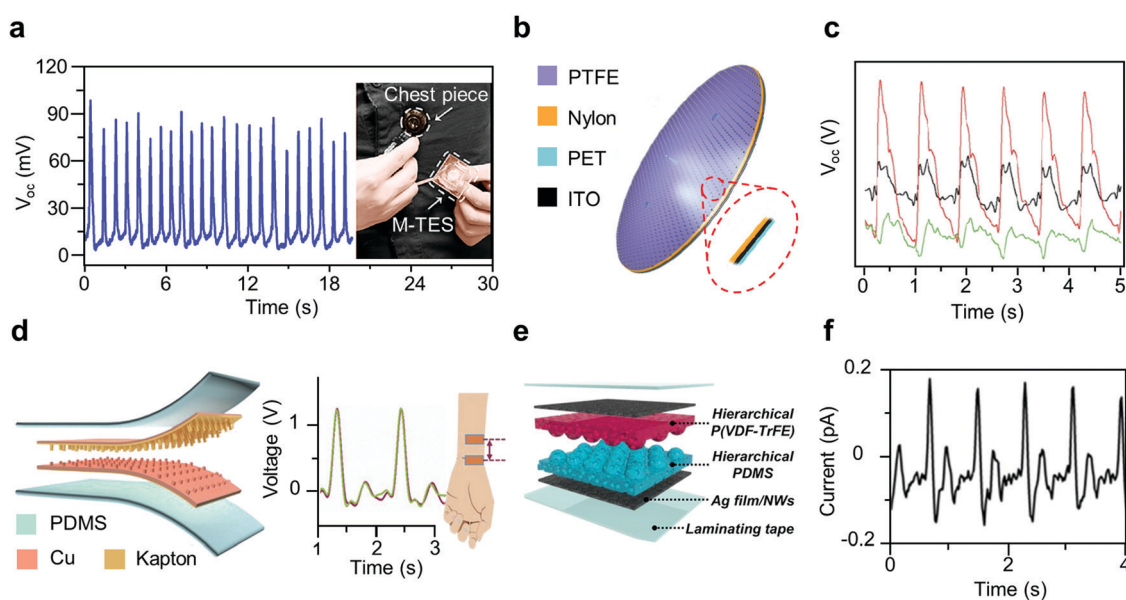 a
120
90
60
30
0
Voc (mV)
0 6 12 18 24 30
Time (s)
Chest piece
M-TES
b
PTFE
Nylon
PET
ITO
c
Voc (V)
0 1 2 3 4 5
Time (s)
d
PDMS
Cu Kapton
Voltage (V)
1
0
1 2 3
Time (s)
e
Hierarchical
P(VDF-TrFE)
Hierarchical
PDMS
Ag film/NWs
Laminating tape
f
0.2
0
-0.2
Current (pA)
0 2 4
Time (s)